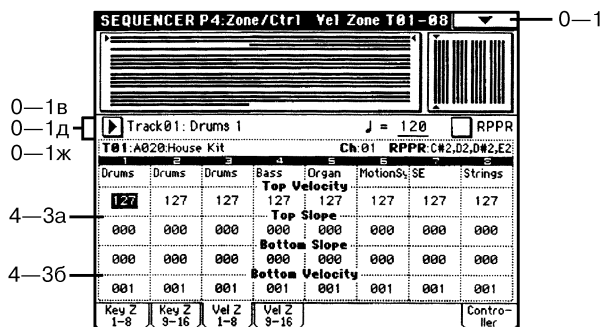 SEQUENCER P4:Zone/Ctrl Vel Zone T01-08
0—1
0—1в
0—1д
Track01: Drums 1 ♩ = 120 RPPR
0—1ж
T01:A020:House Kit Ch:01 RPPR:C#2,D2,D#2,E2
1 2 3 4 5 6 7 8
Drums Drums Drums Bass Organ MotionSy SE Strings
Top Velocity
127 127 127 127 127 127 127 127
4—3а
Top Slope
000 000 000 000 000 000 000 000
Bottom Slope
000 000 000 000 000 000 000 000
4—3б
Bottom Velocity
001 001 001 001 001 001 001 001
Key Z 1-8 Key Z 9-16 Vel Z 1-8 Vel Z 9-16 Contro-ller